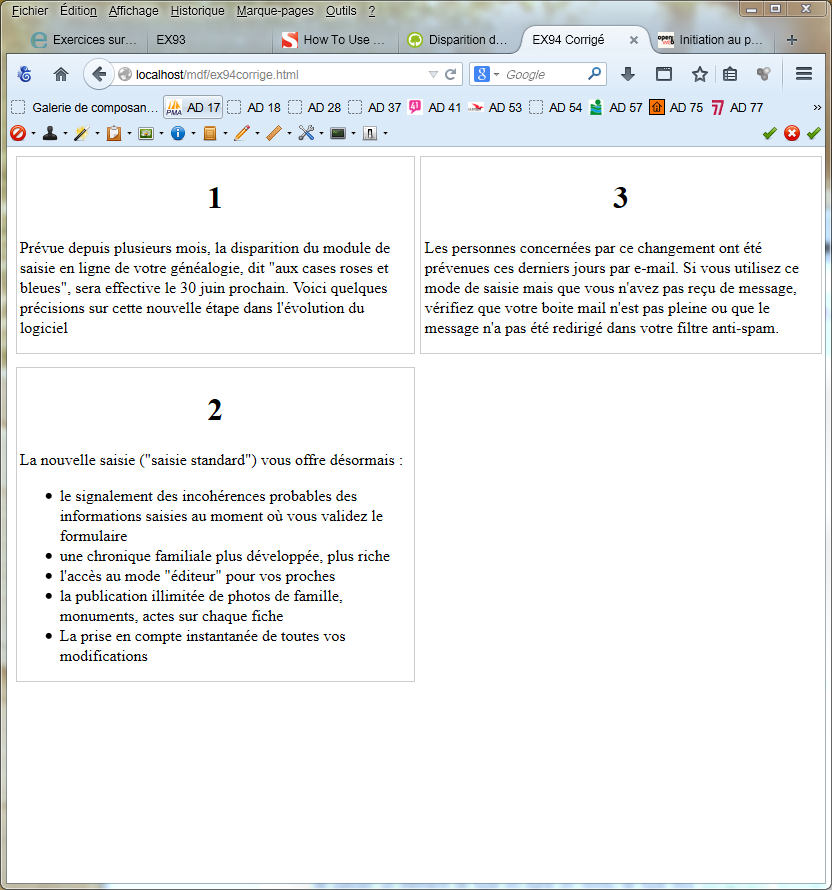 Fichier Édition Affichage Historique Marque-pages Outils ?
Exercices sur... EX93 How To Use ... Disparition d... EX94 Corrigé Initiation au p...
localhost/mdf/ex94corrige.html Google
Galerie de composan... AD 17 AD 18 AD 28 AD 37 AD 41 AD 53 AD 54 AD 57 AD 75 AD 77
1
Prévue depuis plusieurs mois, la disparition du module de
saisie en ligne de votre généalogie, dit "aux cases roses et
bleues", sera effective le 30 juin prochain. Voici quelques
précisions sur cette nouvelle étape dans l'évolution du
logiciel
2
La nouvelle saisie ("saisie standard") vous offre désormais :
• le signalement des incohérences probables des
informations saisies au moment où vous validez le
formulaire
• une chronique familiale plus développée, plus riche
• l'accès au mode "éditeur" pour vos proches
• la publication illimitée de photos de famille,
monuments, actes sur chaque fiche
• La prise en compte instantanée de toutes vos
modifications
3
Les personnes concernées par ce changement ont été
prévenues ces derniers jours par e-mail. Si vous utilisez ce
mode de saisie mais que vous n'avez pas reçu de message,
vérifiez que votre boite mail n'est pas pleine ou que le
message n'a pas été redirigé dans votre filtre anti-spam.